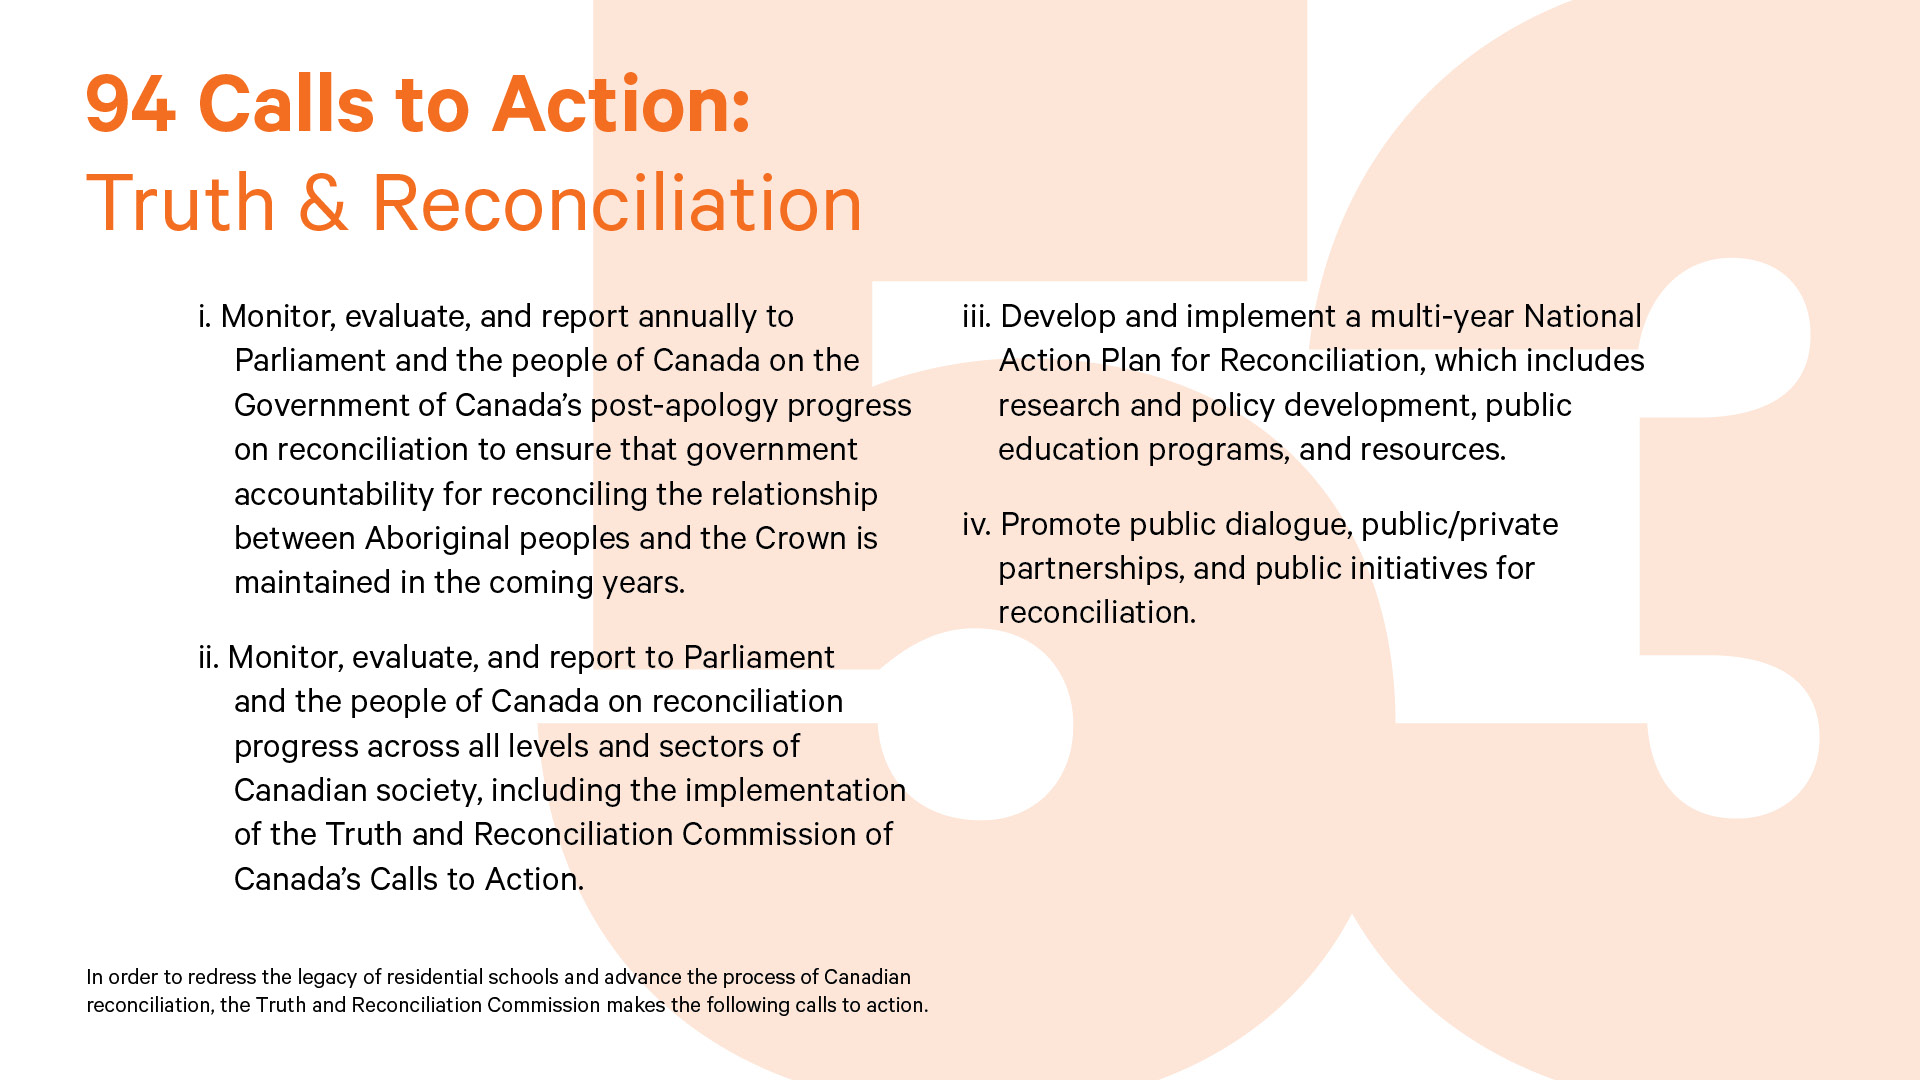 94 Calls to Action:
Truth & Reconciliation
i. Monitor, evaluate, and report annually to
Parliament and the people of Canada on the
Government of Canada’s post-apology progress
on reconciliation to ensure that government
accountability for reconciling the relationship
between Aboriginal peoples and the Crown is
maintained in the coming years.
ii. Monitor, evaluate, and report to Parliament
and the people of Canada on reconciliation
progress across all levels and sectors of
Canadian society, including the implementation
of the Truth and Reconciliation Commission of
Canada’s Calls to Action.
iii. Develop and implement a multi-year National
Action Plan for Reconciliation, which includes
research and policy development, public
education programs, and resources.
iv. Promote public dialogue, public/private
partnerships, and public initiatives for
reconciliation.
53
In order to redress the legacy of residential schools and advance the process of Canadian
reconciliation, the Truth and Reconciliation Commission makes the following calls to action.